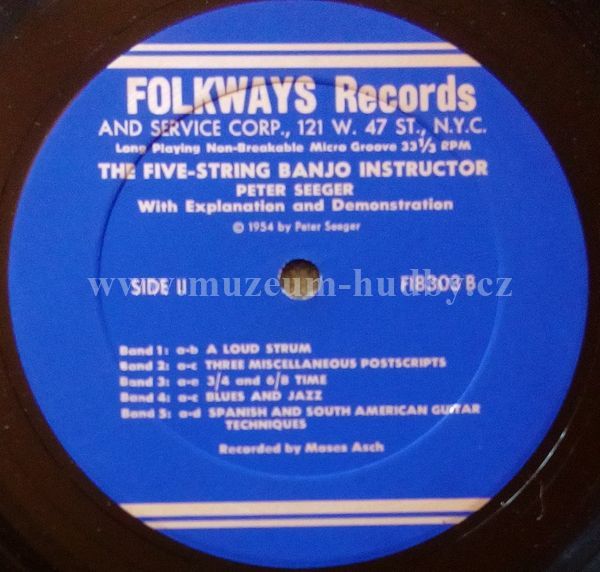 FOLKWAYS Records
AND SERVICE CORP., 121 W. 47 ST., N.Y.C.
Long Playing Non-Breakable Micro Groove 33 1/3 RPM
THE FIVE-STRING BANJO INSTRUCTOR
PETER SEEGER
With Explanation and Demonstration
© 1954 by Peter Seeger
SIDE II FI8303 B
www.muzeum-hudby.cz
Band 1: a-b A LOUD STRUM
Band 2: a-c THREE MISCELLANEOUS POSTSCRIPTS
Band 3: a-e 3/4 and 6/8 TIME
Band 4: a-c BLUES AND JAZZ
Band 5: a-d SPANISH AND SOUTH AMERICAN GUITAR
TECHNIQUES
Recorded by Moses Asch